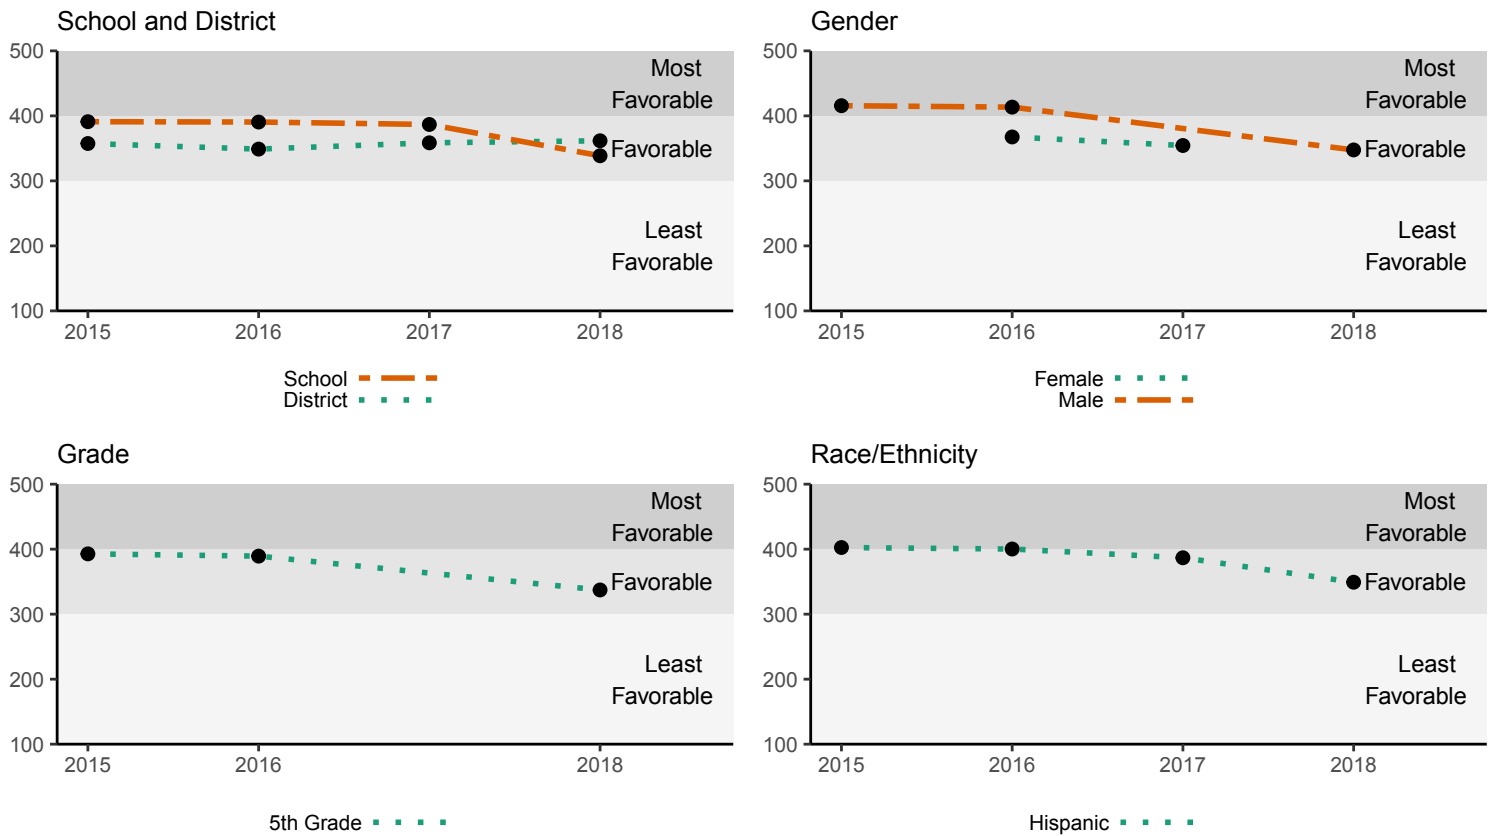 School and District
500
400
300
200
100
Most
Favorable
Favorable
Least
Favorable
2015 2016 2017 2018
School
District
Gender
500
400
300
200
100
Most
Favorable
Favorable
Least
Favorable
2015 2016 2017 2018
Female
Male
Grade
500
400
300
200
100
Most
Favorable
Favorable
Least
Favorable
2015 2016 2018
5th Grade
Race/Ethnicity
500
400
300
200
100
Most
Favorable
Favorable
Least
Favorable
2015 2016 2017 2018
Hispanic